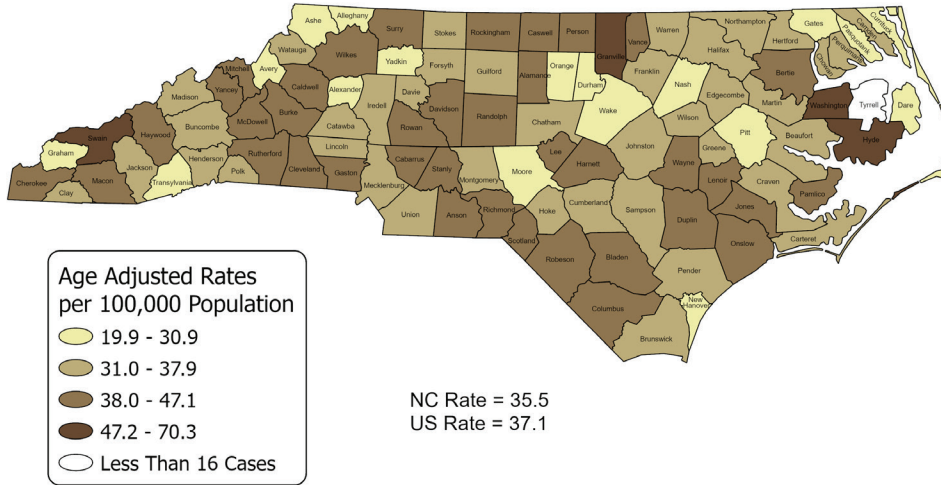 Ashe
Alleghany
Surry
Stokes
Rockingham
Caswell
Person
Granville
Vance
Warren
Northampton
Gates
Currituck
Camden
Pasquotank
Perquimans
Chowan
Hertford
Halifax
Bertie
Watauga
Wilkes
Yadkin
Forsyth
Guilford
Alamance
Orange
Durham
Franklin
Nash
Edgecombe
Martin
Washington
Tyrrell
Dare
Avery
Mitchell
Yancey
Caldwell
Alexander
Iredell
Davie
Davidson
Randolph
Chatham
Wake
Wilson
Pitt
Beaufort
Hyde
Madison
Buncombe
McDowell
Burke
Catawba
Rowan
Johnston
Greene
Swain
Haywood
Graham
Jackson
Henderson
Transylvania
Polk
Rutherford
Cleveland
Lincoln
Gaston
Mecklenburg
Cabarrus
Stanly
Montgomery
Moore
Lee
Harnett
Wayne
Lenoir
Craven
Pamlico
Cherokee
Clay
Macon
Union
Anson
Richmond
Scotland
Hoke
Cumberland
Sampson
Duplin
Jones
Onslow
Carteret
Robeson
Bladen
Pender
New
Hanover
Columbus
Brunswick
Age Adjusted Rates
per 100,000 Population
19.9 - 30.9
31.0 - 37.9
38.0 - 47.1
47.2 - 70.3
Less Than 16 Cases
NC Rate = 35.5
US Rate = 37.1